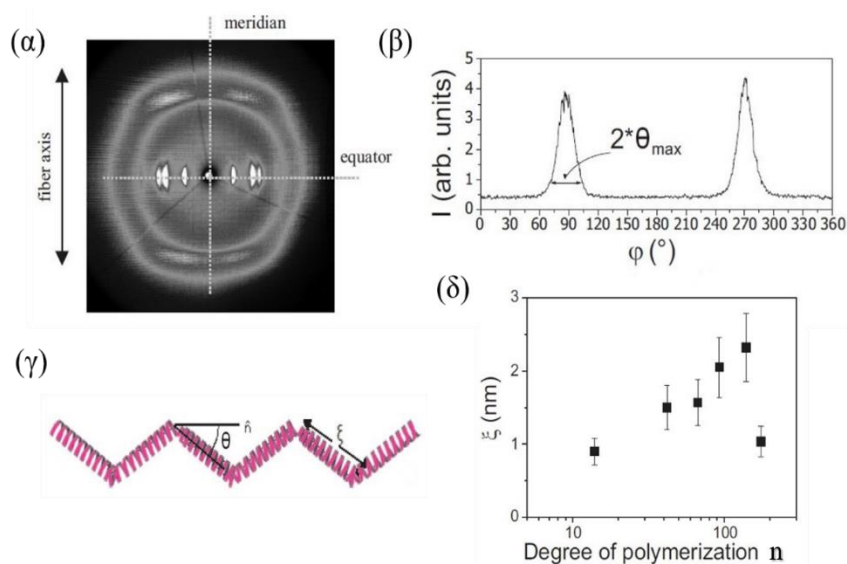 (α)
meridian
fiber axis
equator
(β)
I (arb. units)
5
4
3
2
1
0
2*θmax
0 30 60 90 120 150 180 210 240 270 300 330 360
φ (°)
(γ)
n̂
θ
ξ
(δ)
ξ (nm)
3
2
1
0
10 100
Degree of polymerization n